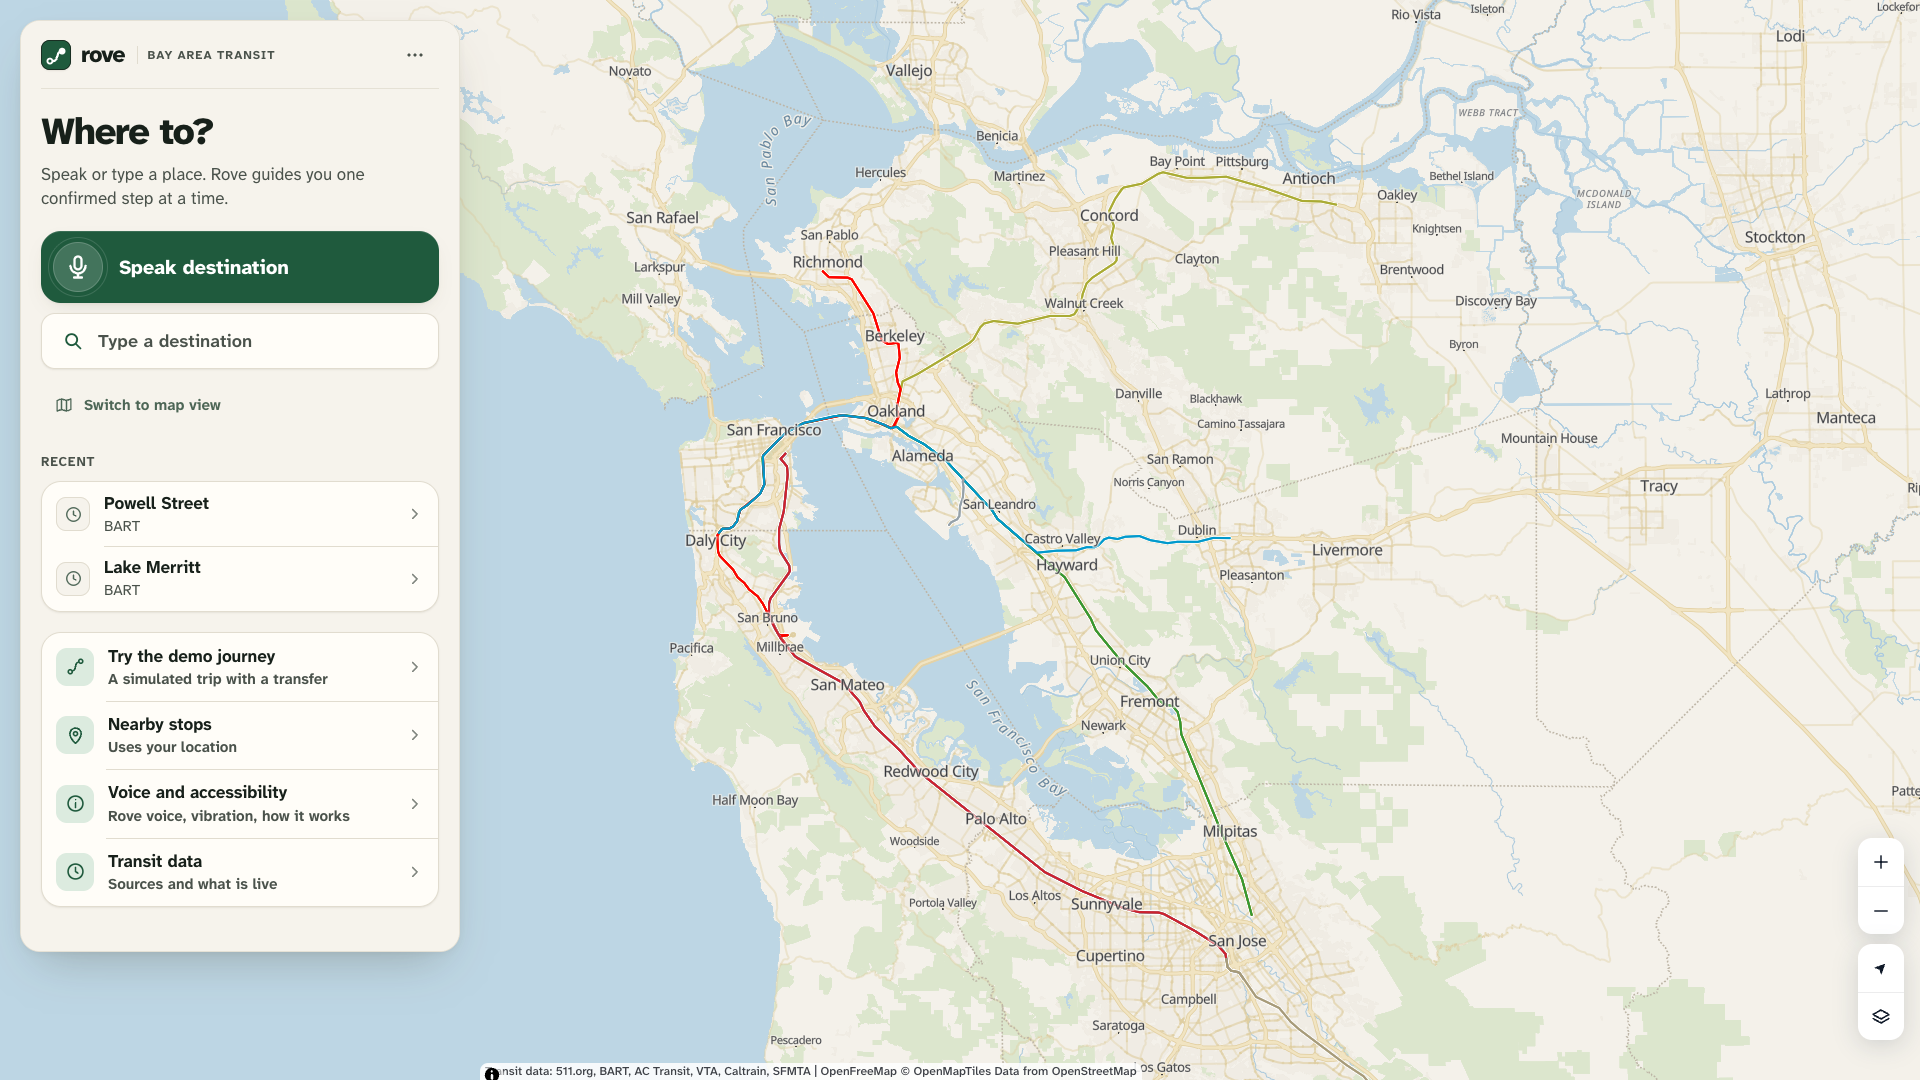 rove
BAY AREA TRANSIT
Where to?
Speak or type a place. Rove guides you one
confirmed step at a time.
Speak destination
Type a destination
Switch to map view
RECENT
Powell Street
BART
Lake Merritt
BART
Try the demo journey
A simulated trip with a transfer
Nearby stops
Uses your location
Voice and accessibility
Rove voice, vibration, how it works
Transit data
Sources and what is live
Rio Vista
Isleton
Lodi
Novato
Vallejo
San Pablo Bay
Benicia
WEBB TRACT
Hercules
Martinez
Bay Point
Pittsburg
Antioch
Bethel Island
Oakley
MCDONALD
ISLAND
San Rafael
Concord
San Pablo
Knightsen
Stockton
Pleasant Hill
Richmond
Larkspur
Clayton
Brentwood
Mill Valley
Walnut Creek
Discovery Bay
Berkeley
Byron
Danville
Blackhawk
Lathrop
Oakland
Manteca
San Francisco
Camino Tassajara
Mountain House
Alameda
San Ramon
Norris Canyon
Tracy
San Leandro
Daly City
Castro Valley
Dublin
Livermore
Hayward
Pleasanton
San Bruno
Pacifica
Millbrae
Union City
San Mateo
Fremont
San Francisco Bay
Newark
Redwood City
Half Moon Bay
Palo Alto
Milpitas
Woodside
Los Altos
Portola Valley
Sunnyvale
San Jose
Cupertino
Campbell
Saratoga
Pescadero
data: 511.org, BART, AC Transit, VTA, Caltrain, SFMTA | OpenFreeMap © OpenMapTiles Data from OpenStreetMap